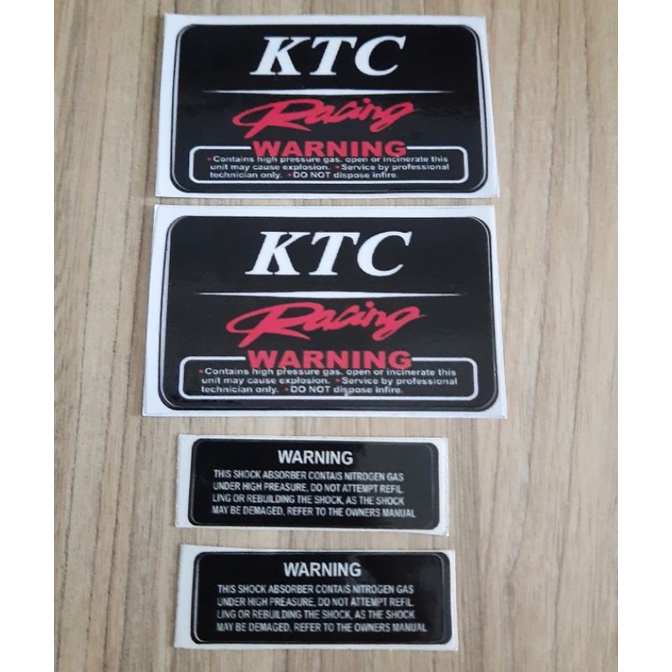 KTC
Racing
WARNING
•Contains high pressure gas. open or incinerate this
unit may cause explosion. •Service by professional
technician only. •DO NOT dispose infire.
KTC
Racing
WARNING
•Contains high pressure gas. open or incinerate this
unit may cause explosion. •Service by professional
technician only. •DO NOT dispose infire.
WARNING
THIS SHOCK ABSORBER CONTAIS NITROGEN GAS
UNDER HIGH PREASURE, DO NOT ATTEMPT REFIL
LING OR REBUILDING THE SHOCK, AS THE SHOCK
MAY BE DEMAGED, REFER TO THE OWNERS MANUAL
WARNING
THIS SHOCK ABSORBER CONTAIS NITROGEN GAS
UNDER HIGH PREASURE, DO NOT ATTEMPT REFIL.
LING OR REBUILDING THE SHOCK, AS THE SHOCK
MAY BE DEMAGED, REFER TO THE OWNERS MANUAL